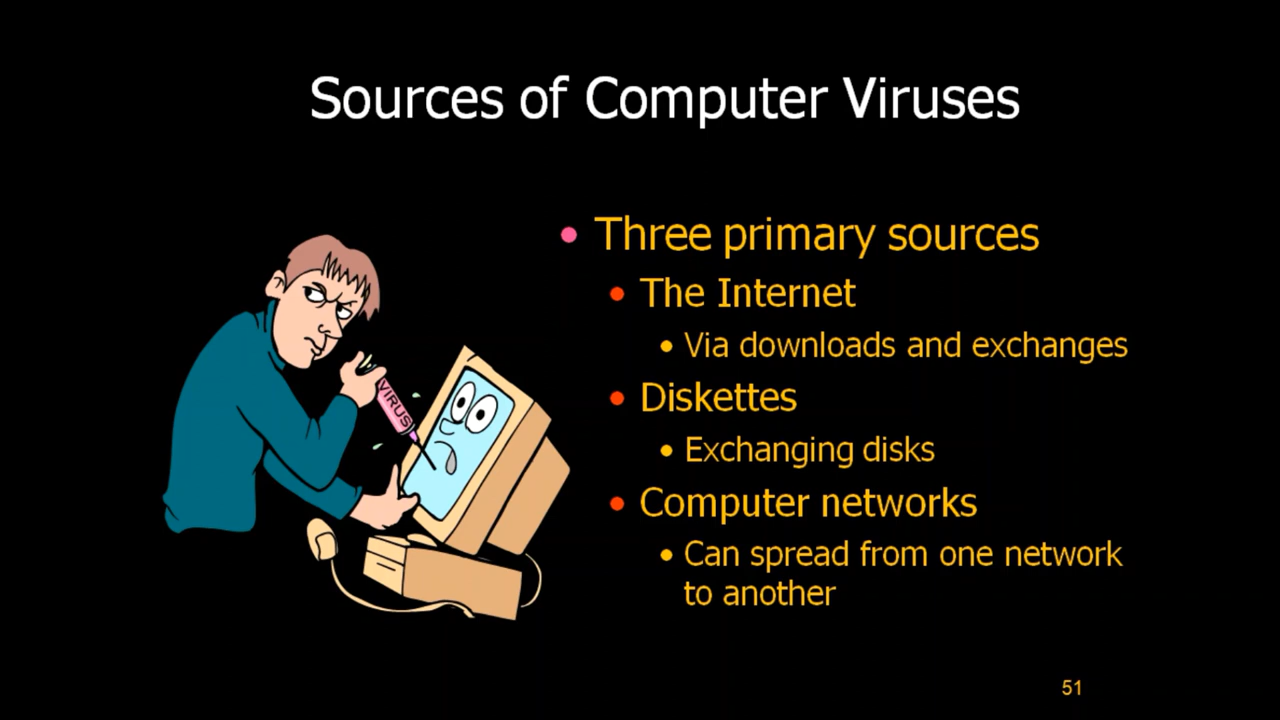 Sources of Computer Viruses
• Three primary sources
• The Internet
• Via downloads and exchanges
• Diskettes
• Exchanging disks
• Computer networks
• Can spread from one network
to another
VIRUS
51